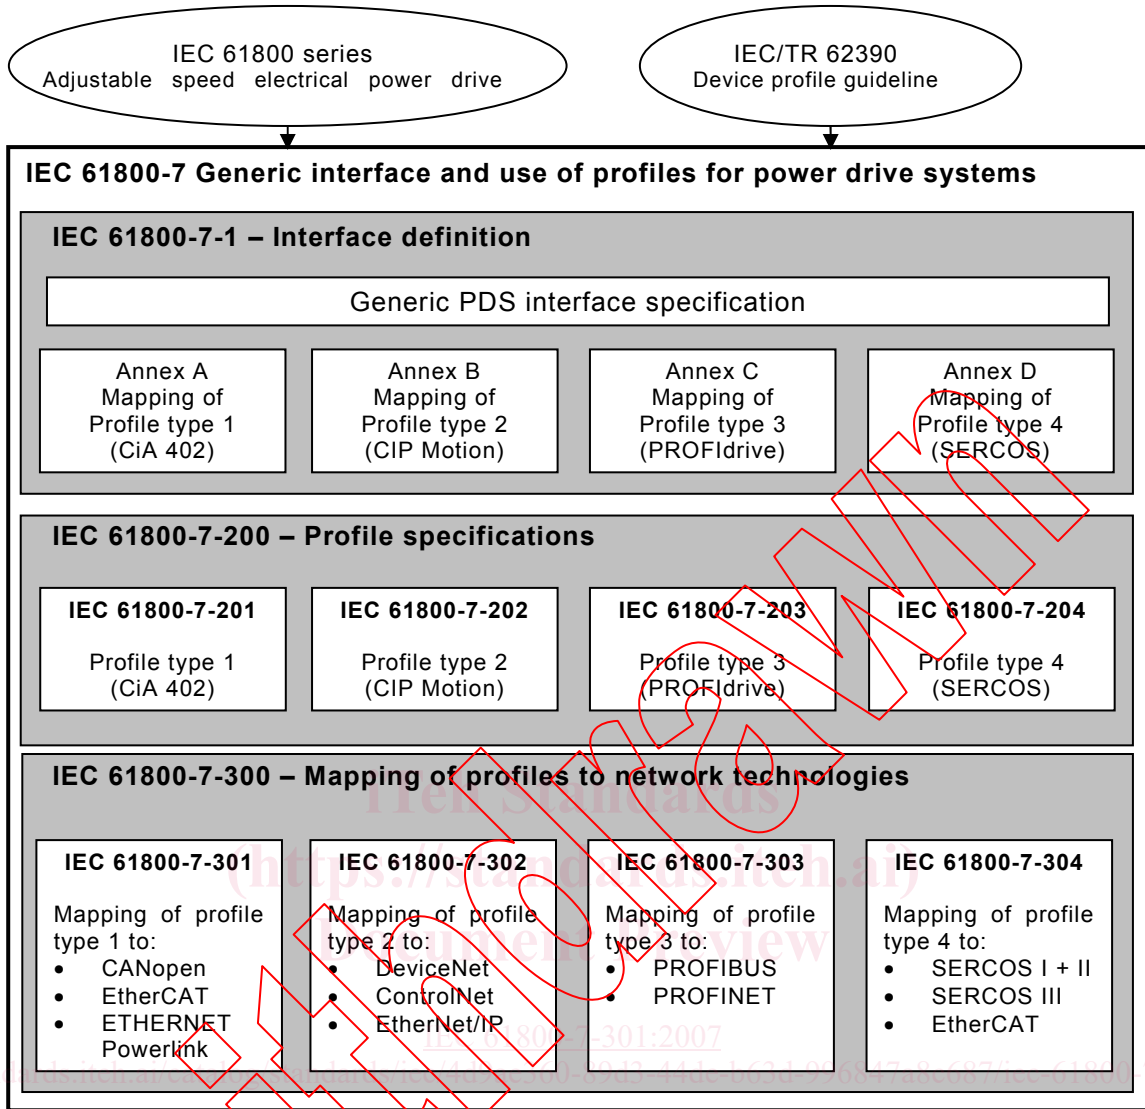 IEC 61800 series
Adjustable speed electrical power drive
IEC/TR 62390
Device profile guideline
IEC 61800-7 Generic interface and use of profiles for power drive systems
IEC 61800-7-1 – Interface definition
Generic PDS interface specification
Annex A
Mapping of
Profile type 1
(CiA 402)
Annex B
Mapping of
Profile type 2
(CIP Motion)
Annex C
Mapping of
Profile type 3
(PROFIdrive)
Annex D
Mapping of
Profile type 4
(SERCOS)
IEC 61800-7-200 – Profile specifications
IEC 61800-7-201
Profile type 1
(CiA 402)
IEC 61800-7-202
Profile type 2
(CIP Motion)
IEC 61800-7-203
Profile type 3
(PROFIdrive)
IEC 61800-7-204
Profile type 4
(SERCOS)
IEC 61800-7-300 – Mapping of profiles to network technologies
iTeh Standards
(https://standards.iteh.ai)
Document Preview
IEC 61800-7-301
Mapping of profile
type 1 to:
• CANopen
• EtherCAT
• ETHERNET
Powerlink
IEC 61800-7-302
Mapping of profile
type 2 to:
• DeviceNet
• ControlNet
• EtherNet/IP
IEC 61800-7-303
Mapping of profile
type 3 to:
• PROFIBUS
• PROFINET
IEC 61800-7-304
Mapping of profile
type 4 to:
• SERCOS I + II
• SERCOS III
• EtherCAT
IEC 61800-7-301:2007